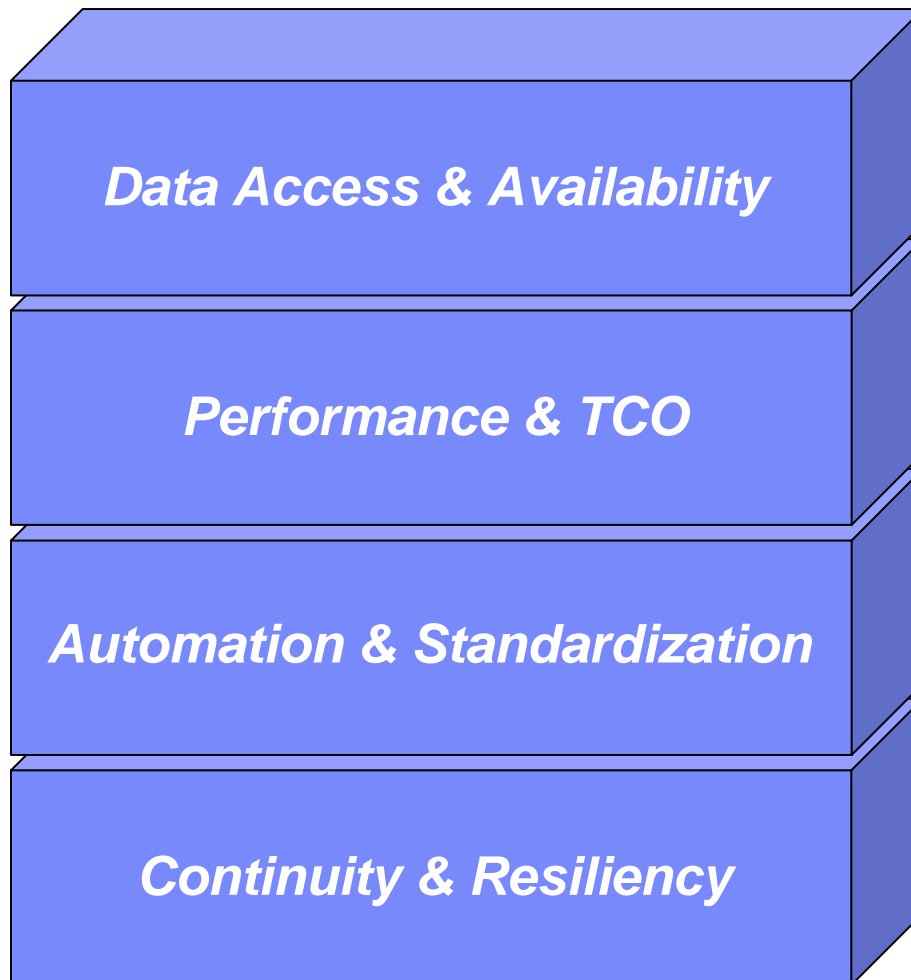 Data Access & Availability
Performance & TCO
Automation & Standardization
Continuity & Resiliency